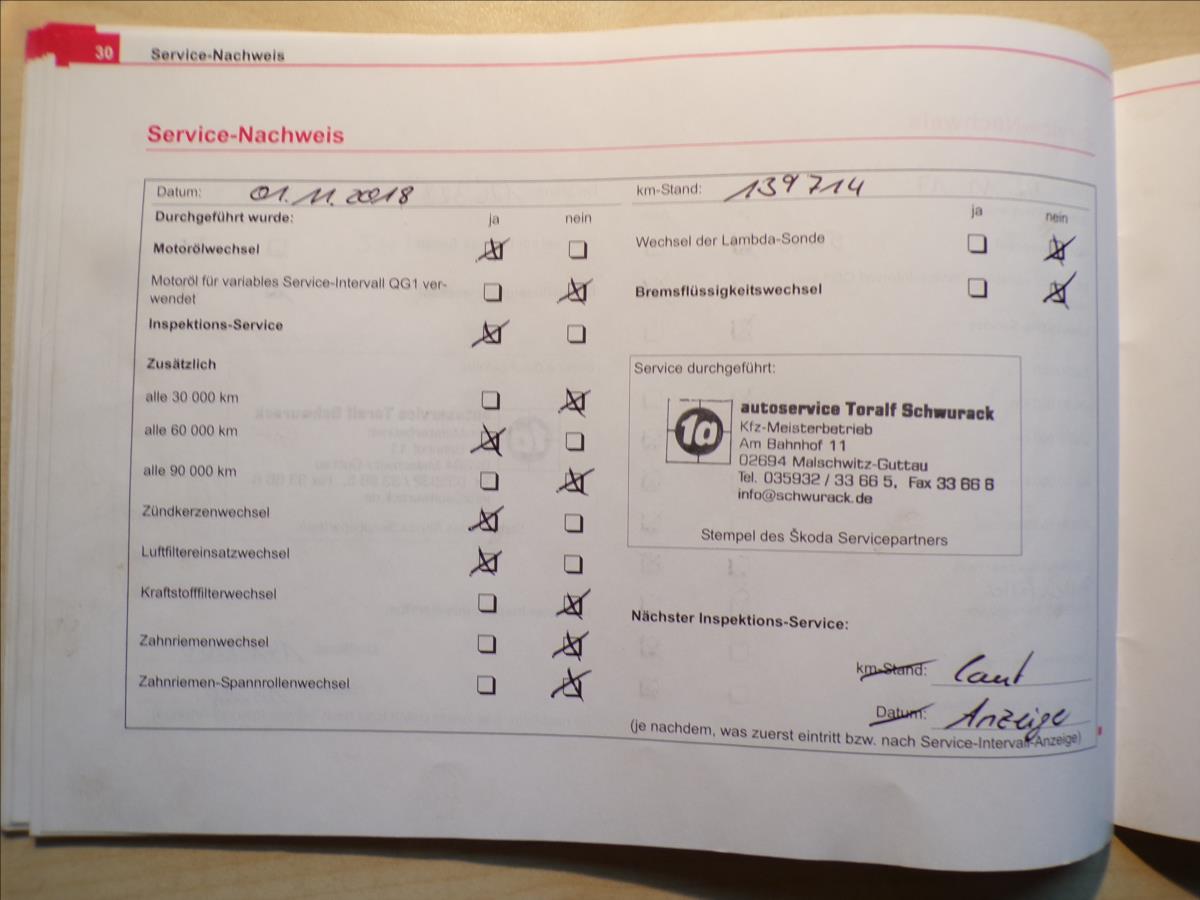 30 Service-Nachweis
Service-Nachweis
Datum: 01.11.2018
Durchgeführt wurde: ja nein
Motorölwechsel
Motoröl für variables Service-Intervall QG1 ver-
wendet
Inspektions-Service
Zusätzlich
alle 30 000 km
alle 60 000 km
alle 90 000 km
Zündkerzenwechsel
Luftfiltereinsatzwechsel
Kraftstofffilterwechsel
Zahnriemenwechsel
Zahnriemen-Spannrollenwechsel
km-Stand: 139714
ja nein
Wechsel der Lambda-Sonde
Bremsflüssigkeitswechsel
Service durchgeführt:
1a autoservice Toralf Schwurack
Kfz-Meisterbetrieb
Am Bahnhof 11
02694 Malschwitz-Guttau
Tel. 035932 / 33 66 5, Fax 33 66 6
info@schwurack.de
Stempel des Škoda Servicepartners
Nächster Inspektions-Service:
km-Stand: laut
Datum: Anzeige
(je nachdem, was zuerst eintritt bzw. nach Service-Intervall-Anzeige)